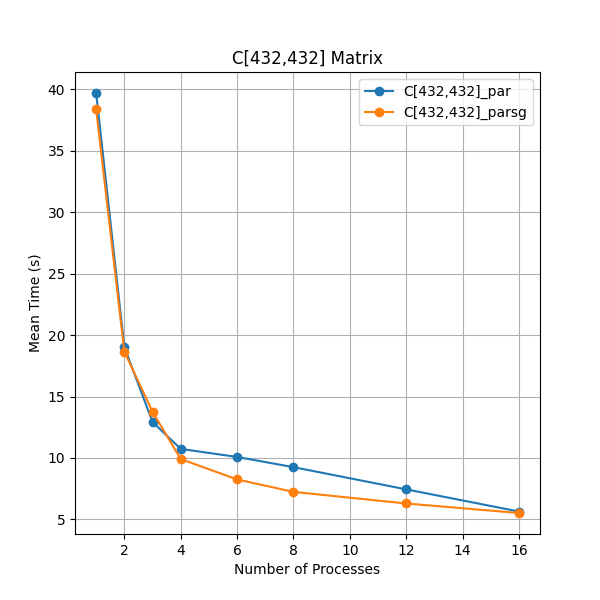 C[432,432] Matrix
C[432,432]_par
C[432,432]_parsg
Mean Time (s)
40
35
30
25
20
15
10
5
2 4 6 8 10 12 14 16
Number of Processes